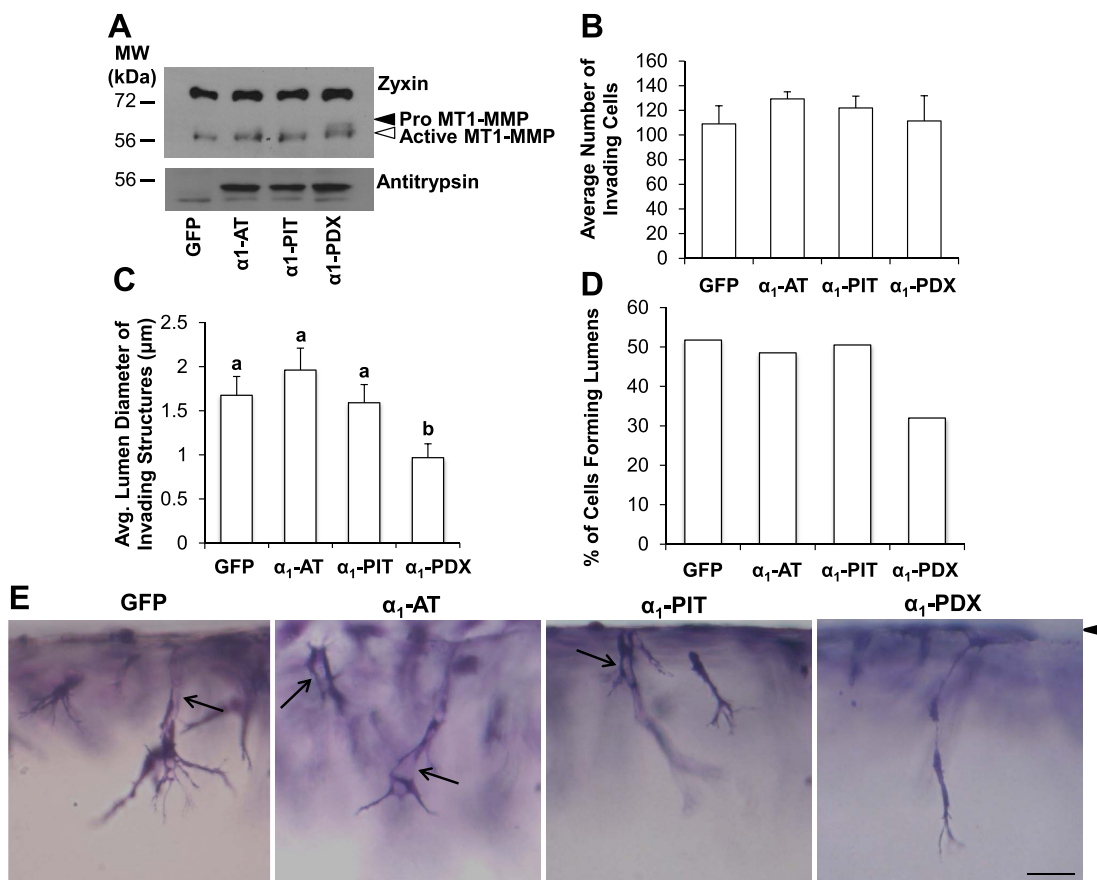 A
MW
(kDa)
72
56
56
Zyxin
Pro MT1-MMP
Active MT1-MMP
Antitrypsin
GFP
α1-AT
α1-PIT
α1-PDX
B
Average Number of
Invading Cells
160
140
120
100
80
60
40
20
0
GFP
α₁-AT
α₁-PIT
α₁-PDX
C
Avg. Lumen Diameter of
Invading Structures (μm)
2.5
2
1.5
1
0.5
0
a
a
a
b
GFP
α₁-AT
α₁-PIT
α₁-PDX
D
% of Cells Forming Lumens
60
50
40
30
20
10
0
GFP
α₁-AT
α₁-PIT
α₁-PDX
E
GFP
α₁-AT
α₁-PIT
α₁-PDX